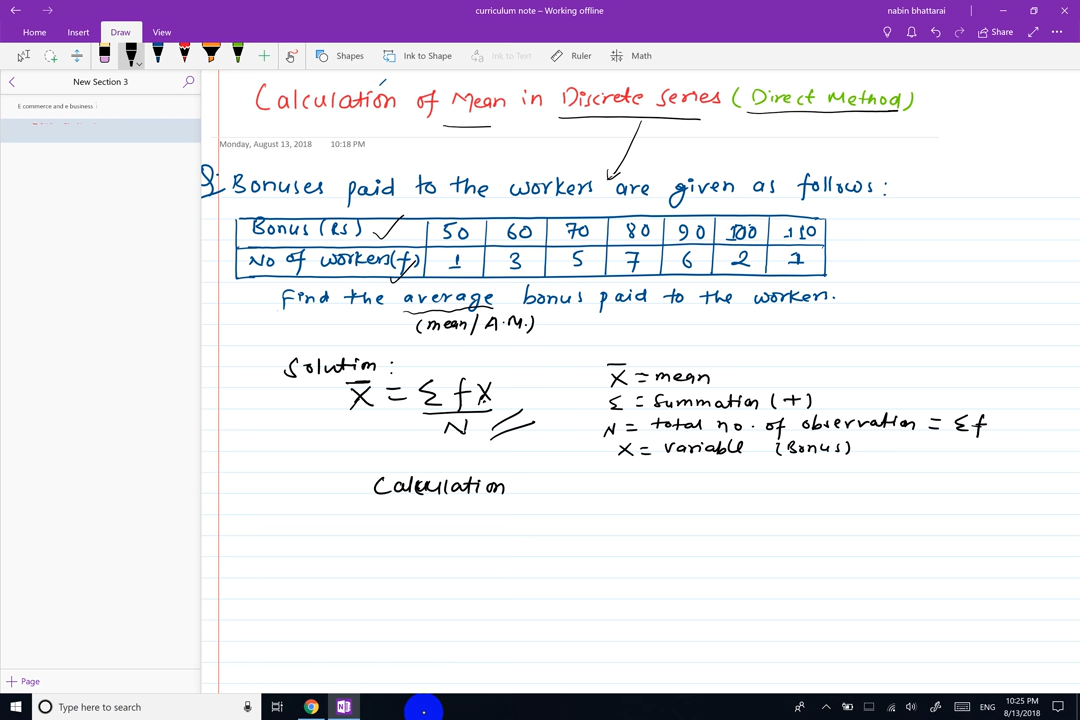 curriculum note – Working offline
nabin bhattarai
Home Insert Draw View
Share
Shapes Ink to Shape Ink to Text Ruler Math
New Section 3
E commerce and e business
Calculation of Mean in Discrete Series (Direct Method)
Monday, August 13, 2018 10:18 PM
Q: Bonuses paid to the workers are given as follows:
Bonus (Rs) 50 60 70 80 90 100 110
No of workers(f) 1 3 5 7 6 2 1
Find the average bonus paid to the worker.
(mean/A.M.)
Solution:
X̄ = Σ fX / N
X̄ = mean
Σ = Summation (+)
N = total no. of observation = Σf
X = variable (Bonus)
Calculation
+ Page
Type here to search
ENG
10:25 PM
8/13/2018